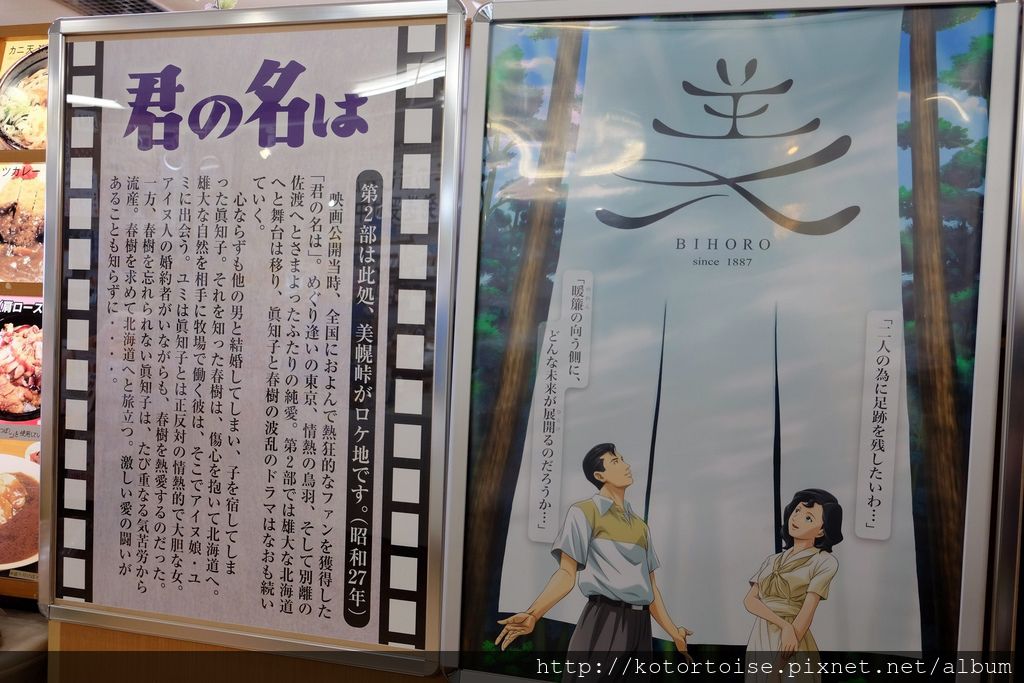 君の名は
第2部は此処、美幌峠がロケ地です。(昭和27年)
映画公開当時、全国におよんで熱狂的なファンを獲得した
「君の名は」。めぐり逢いの東京、情熱の鳥羽、そして別離の
佐渡へとさまよったふたりの純愛。第2部では雄大な北海道
へと舞台は移り、眞知子と春樹の波乱のドラマはなおも続い
ていく。
心ならずも他の男と結婚してしまい、子を宿してしま
った眞知子。それを知った春樹は、傷心を抱いて北海道へ。
雄大な自然を相手に牧場で働く彼は、そこでアイヌ娘・ユ
ミに出会う。ユミは眞知子とは正反対の情熱的で大胆な女。
アイヌ人の婚約者がいながらも、春樹を熱愛するのだった。
一方、春樹を忘れられない眞知子は、たび重なる気苦労から
流産。春樹を求めて北海道へと旅立つ。激しい愛の闘いが
あることも知らずに・・・・。
美
BIHORO
since 1887
「二人の為に足跡を残したいわ…」
「暖簾の向う側に、
どんな未来が展開るのだろうか…」
カニ天
ツカレー
肩ロース
http://kotortoise.pixnet.net/album